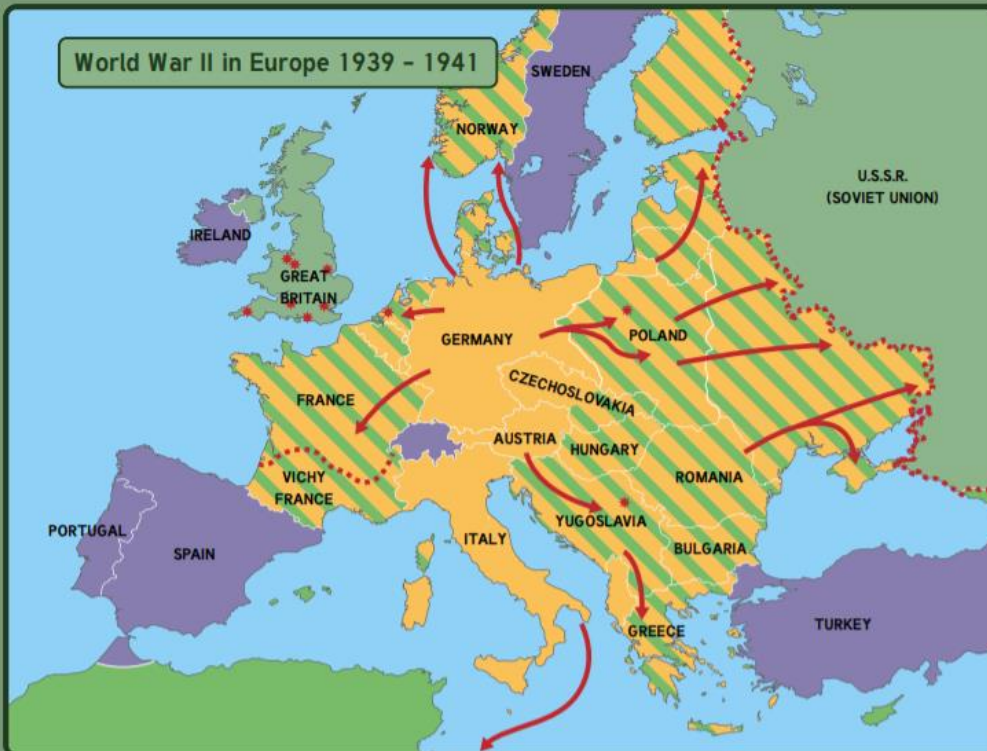 World War II in Europe 1939 - 1941
SWEDEN
NORWAY
U.S.S.R.
(SOVIET UNION)
IRELAND
GREAT
BRITAIN
GERMANY
POLAND
CZECHOSLOVAKIA
FRANCE
AUSTRIA
HUNGARY
VICHY
FRANCE
ROMANIA
PORTUGAL
SPAIN
ITALY
YUGOSLAVIA
BULGARIA
GREECE
TURKEY